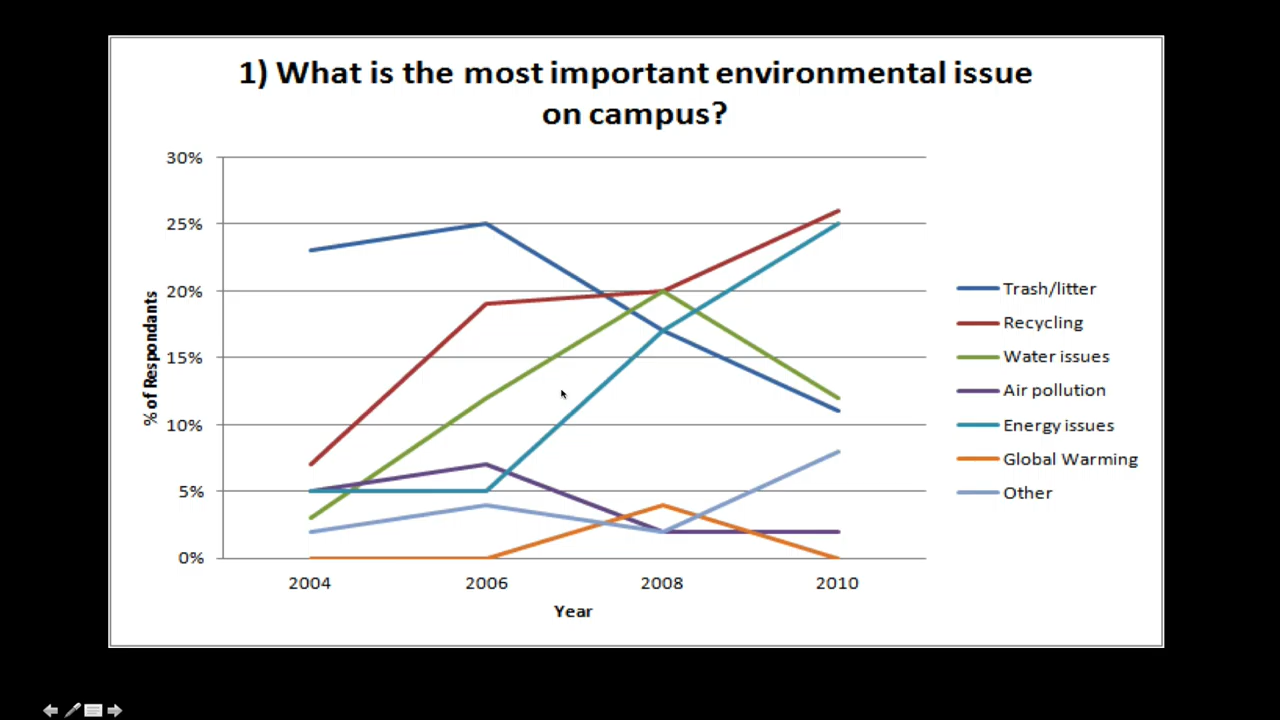 1) What is the most important environmental issue
on campus?
30%
25%
20%
15%
10%
5%
0%
% of Respondants
2004 2006 2008 2010
Year
Trash/litter
Recycling
Water issues
Air pollution
Energy issues
Global Warming
Other